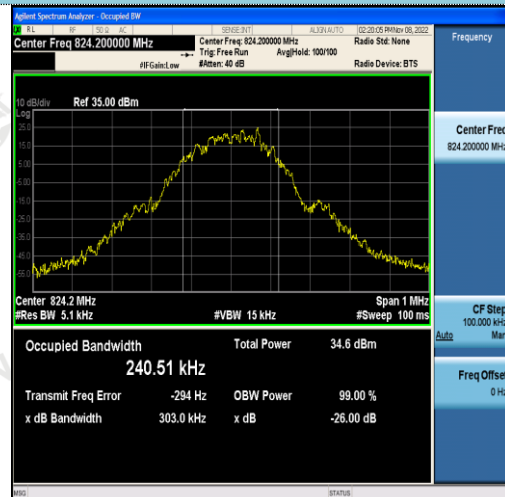 Agilent Spectrum Analyzer - Occupied BW
RL RF 50 Ω AC SENSE:INT ALIGN AUTO 02:20:05 PM Nov 08, 2022
Center Freq 824.200000 MHz
Center Freq: 824.200000 MHz
Radio Std: None
Trig: Free Run Avg|Hold: 100/100
#IFGain:Low #Atten: 40 dB Radio Device: BTS
Frequency
10 dB/div Ref 35.00 dBm
Log
25.0
15.0
5.00
-5.00
-15.0
-25.0
-35.0
-45.0
-55.0
Center Freq
824.200000 MHz
Center 824.2 MHz Span 1 MHz
#Res BW 5.1 kHz #VBW 15 kHz #Sweep 100 ms
CF Step
100.000 kHz
Auto Man
Occupied Bandwidth Total Power 34.6 dBm
240.51 kHz
Transmit Freq Error -294 Hz OBW Power 99.00 %
x dB Bandwidth 303.0 kHz x dB -26.00 dB
Freq Offset
0 Hz
MSG STATUS